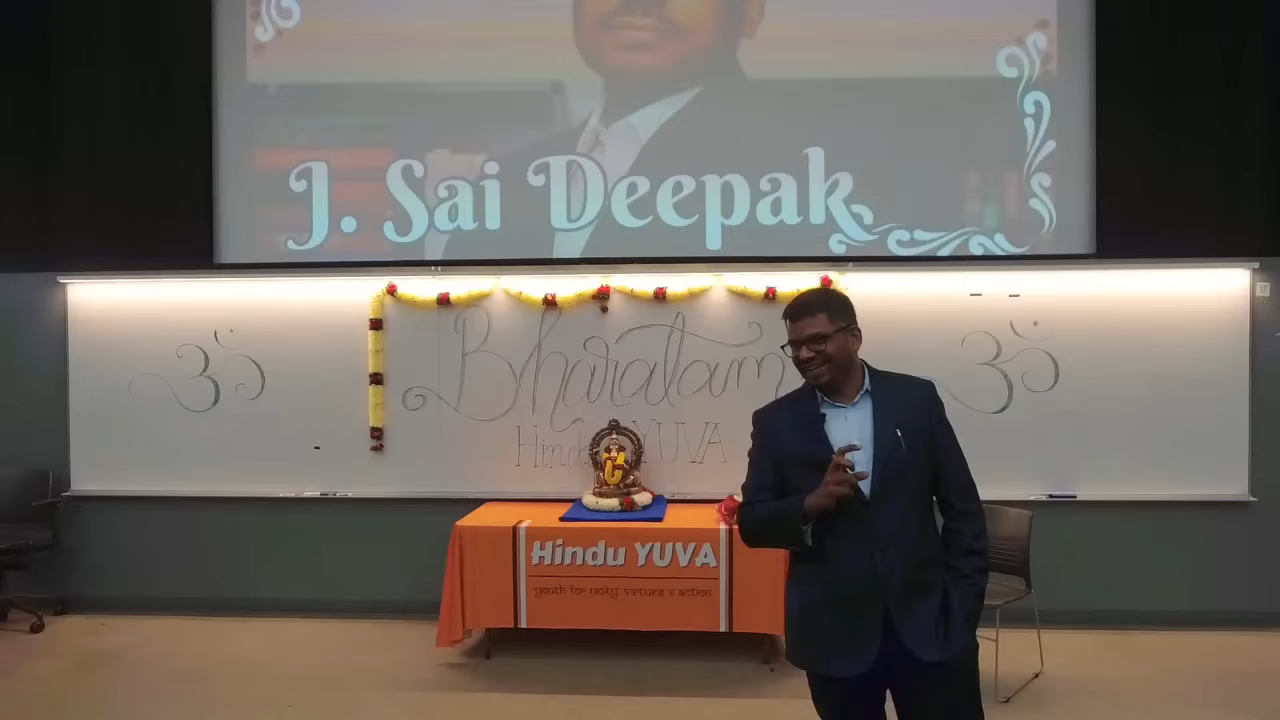 J. Sai Deepak
ॐ Bharatam ॐ
Hindu YUVA
Hindu YUVA
youth for unity virtues & action